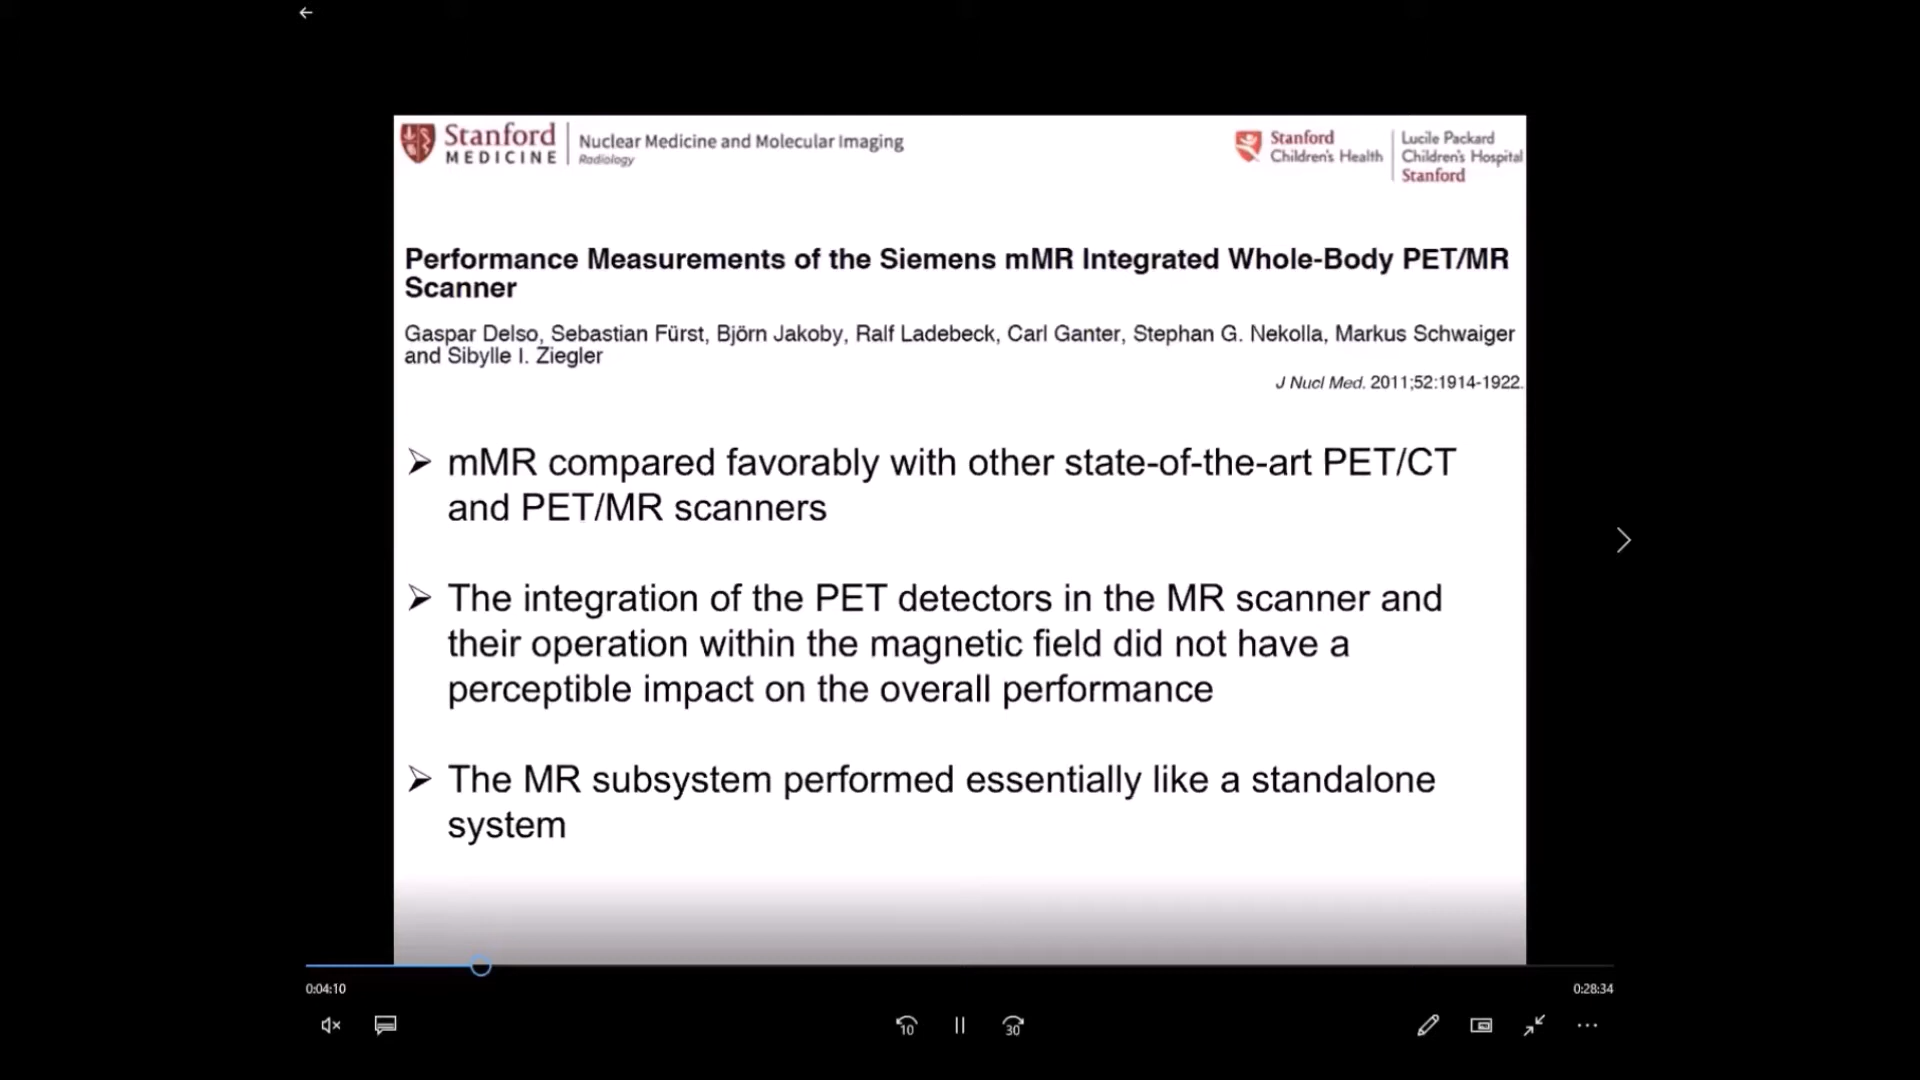 Stanford
MEDICINE
Nuclear Medicine and Molecular Imaging
Radiology
Stanford
Children's Health
Lucile Packard
Children's Hospital
Stanford
Performance Measurements of the Siemens mMR Integrated Whole-Body PET/MR
Scanner
Gaspar Delso, Sebastian Fürst, Björn Jakoby, Ralf Ladebeck, Carl Ganter, Stephan G. Nekolla, Markus Schwaiger
and Sibylle I. Ziegler
J Nucl Med. 2011;52:1914-1922.
➢ mMR compared favorably with other state-of-the-art PET/CT
and PET/MR scanners
➢ The integration of the PET detectors in the MR scanner and
their operation within the magnetic field did not have a
perceptible impact on the overall performance
➢ The MR subsystem performed essentially like a standalone
system
0:04:10
0:28:34
10
30